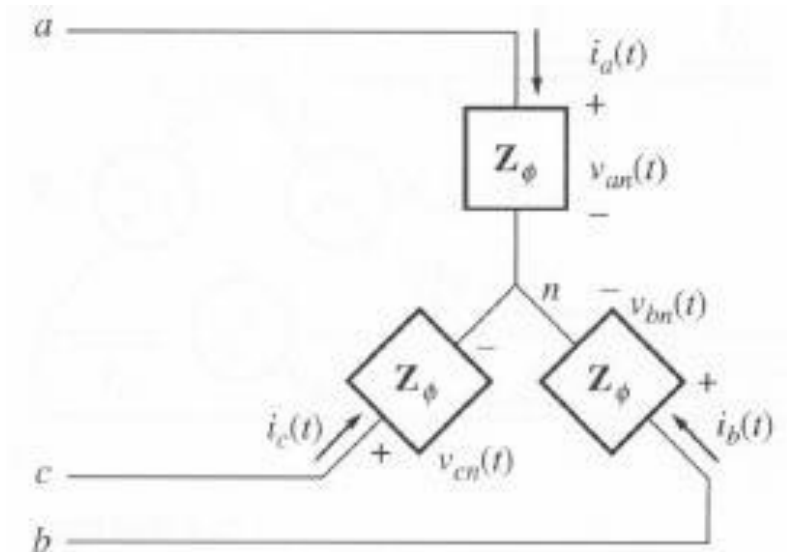 a
i_a(t)
+
Z_ϕ
v_an(t)
−
n
− v_bn(t)
−
Z_ϕ
Z_ϕ
+
i_c(t)
+
v_cn(t)
i_b(t)
c
b